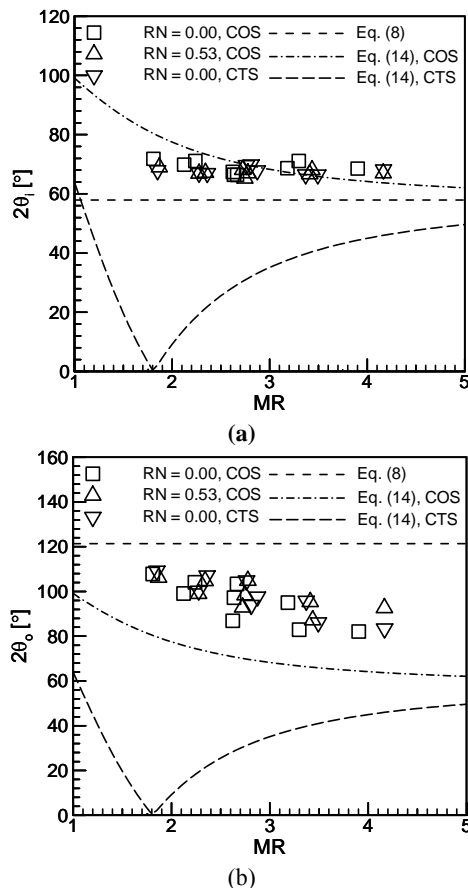 120
100
80
60
40
20
0
2θI [°]
RN = 0.00, COS
RN = 0.53, COS
RN = 0.00, CTS
Eq. (8)
Eq. (14), COS
Eq. (14), CTS
1 2 3 4 5
MR
(a)
160
140
120
100
80
60
40
20
0
2θo [°]
RN = 0.00, COS
RN = 0.53, COS
RN = 0.00, CTS
Eq. (8)
Eq. (14), COS
Eq. (14), CTS
1 2 3 4 5
MR
(b)